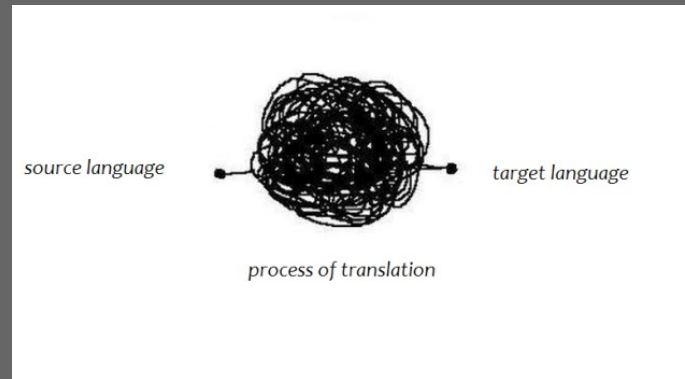 source language
target language
process of translation